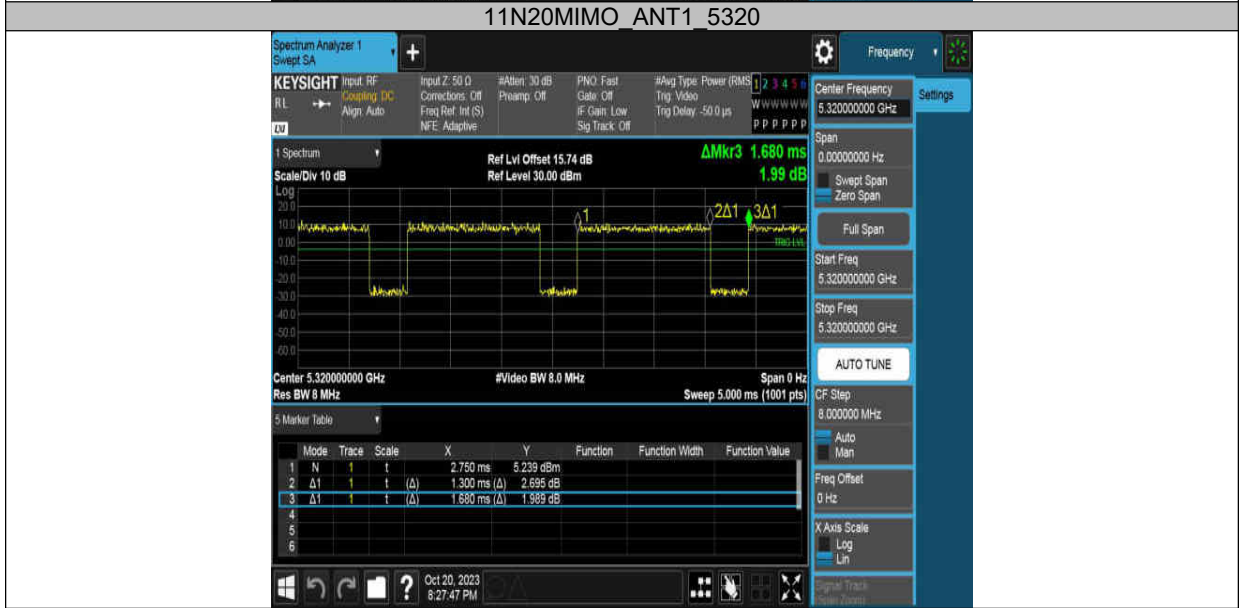 11N20MIMO_ANT1_5320
Spectrum Analyzer 1
Swept SA
+
Frequency
KEYSIGHT Input: RF Input Z: 50 Ω #Atten: 30 dB PNO: Fast #Avg Type: Power (RMS 1 2 3 4 5 6
RL Coupling: DC Corrections: Off Preamp: Off Gate: Off Trig: Video W W W W W W
Align: Auto Freq Ref: Int (S) IF Gain: Low Trig Delay: -50.0 µs
NFE: Adaptive Sig Track: Off P P P P P P
LXI
Center Frequency
5.320000000 GHz
Settings
Span
0.00000000 Hz
Swept Span
Zero Span
Full Span
Start Freq
5.320000000 GHz
Stop Freq
5.320000000 GHz
AUTO TUNE
CF Step
8.000000 MHz
Auto
Man
Freq Offset
0 Hz
X Axis Scale
Log
Lin
Signal Track
(Span Zoom)
1 Spectrum
Ref Lvl Offset 15.74 dB
ΔMkr3 1.680 ms
Scale/Div 10 dB
Ref Level 30.00 dBm
1.99 dB
Log
20.0
10.0
0.00
-10.0
-20.0
-30.0
-40.0
-50.0
-60.0
1
2Δ1
3Δ1
TRIG LVL
Center 5.320000000 GHz #Video BW 8.0 MHz Span 0 Hz
Res BW 8 MHz Sweep 5.000 ms (1001 pts)
5 Marker Table
Mode Trace Scale X Y Function Function Width Function Value
1 N 1 t 2.750 ms 5.239 dBm
2 Δ1 1 t (Δ) 1.300 ms (Δ) 2.695 dB
3 Δ1 1 t (Δ) 1.680 ms (Δ) 1.989 dB
4
5
6
?
Oct 20, 2023
8:27:47 PM